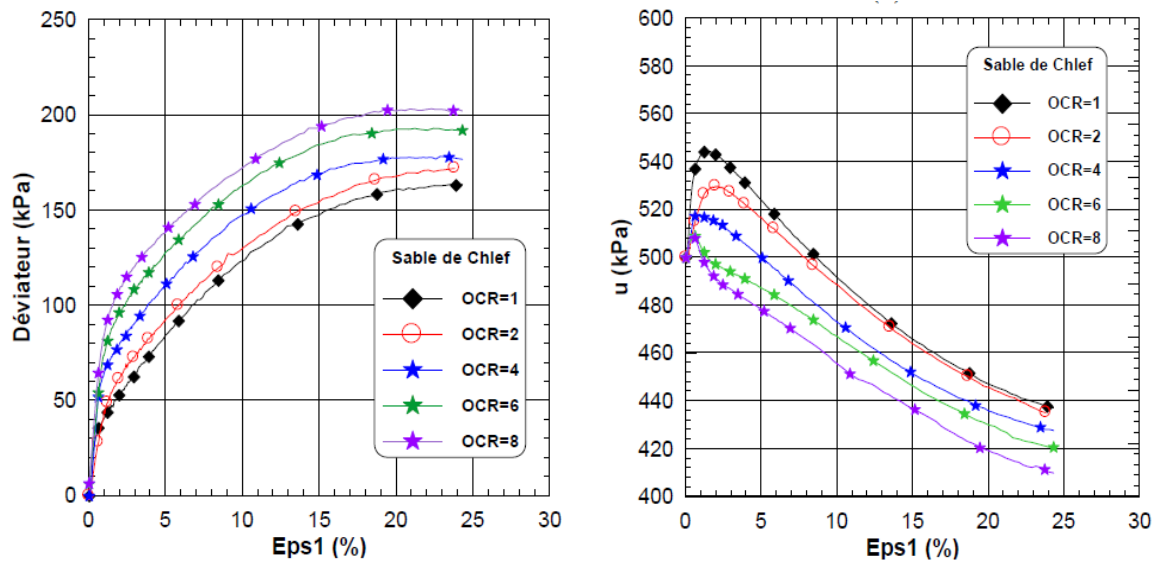 250
200
150
100
50
0
Déviateur (kPa)
0 5 10 15 20 25 30
Eps1 (%)
Sable de Chlef
OCR=1
OCR=2
OCR=4
OCR=6
OCR=8
600
580
560
540
520
500
480
460
440
420
400
u (kPa)
0 5 10 15 20 25 30
Eps1 (%)
Sable de Chlef
OCR=1
OCR=2
OCR=4
OCR=6
OCR=8